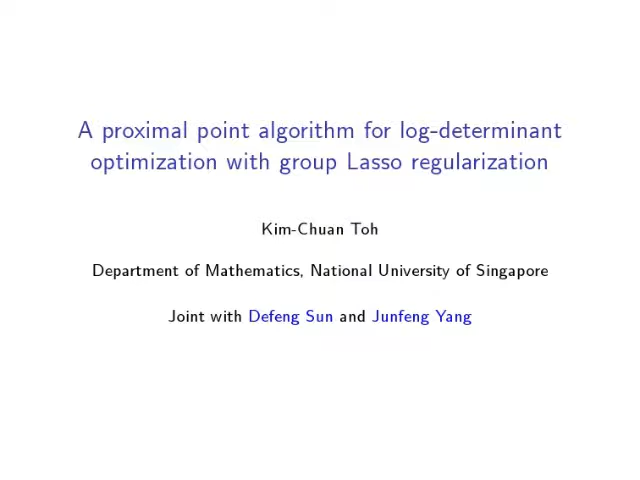 A proximal point algorithm for log-determinant
optimization with group Lasso regularization
Kim-Chuan Toh
Department of Mathematics, National University of Singapore
Joint with Defeng Sun and Junfeng Yang